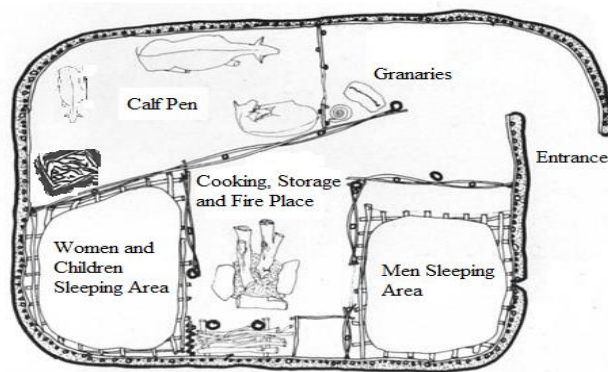 Granaries
Calf Pen
Entrance
Cooking, Storage
and Fire Place
Women and
Children
Sleeping Area
Men Sleeping
Area